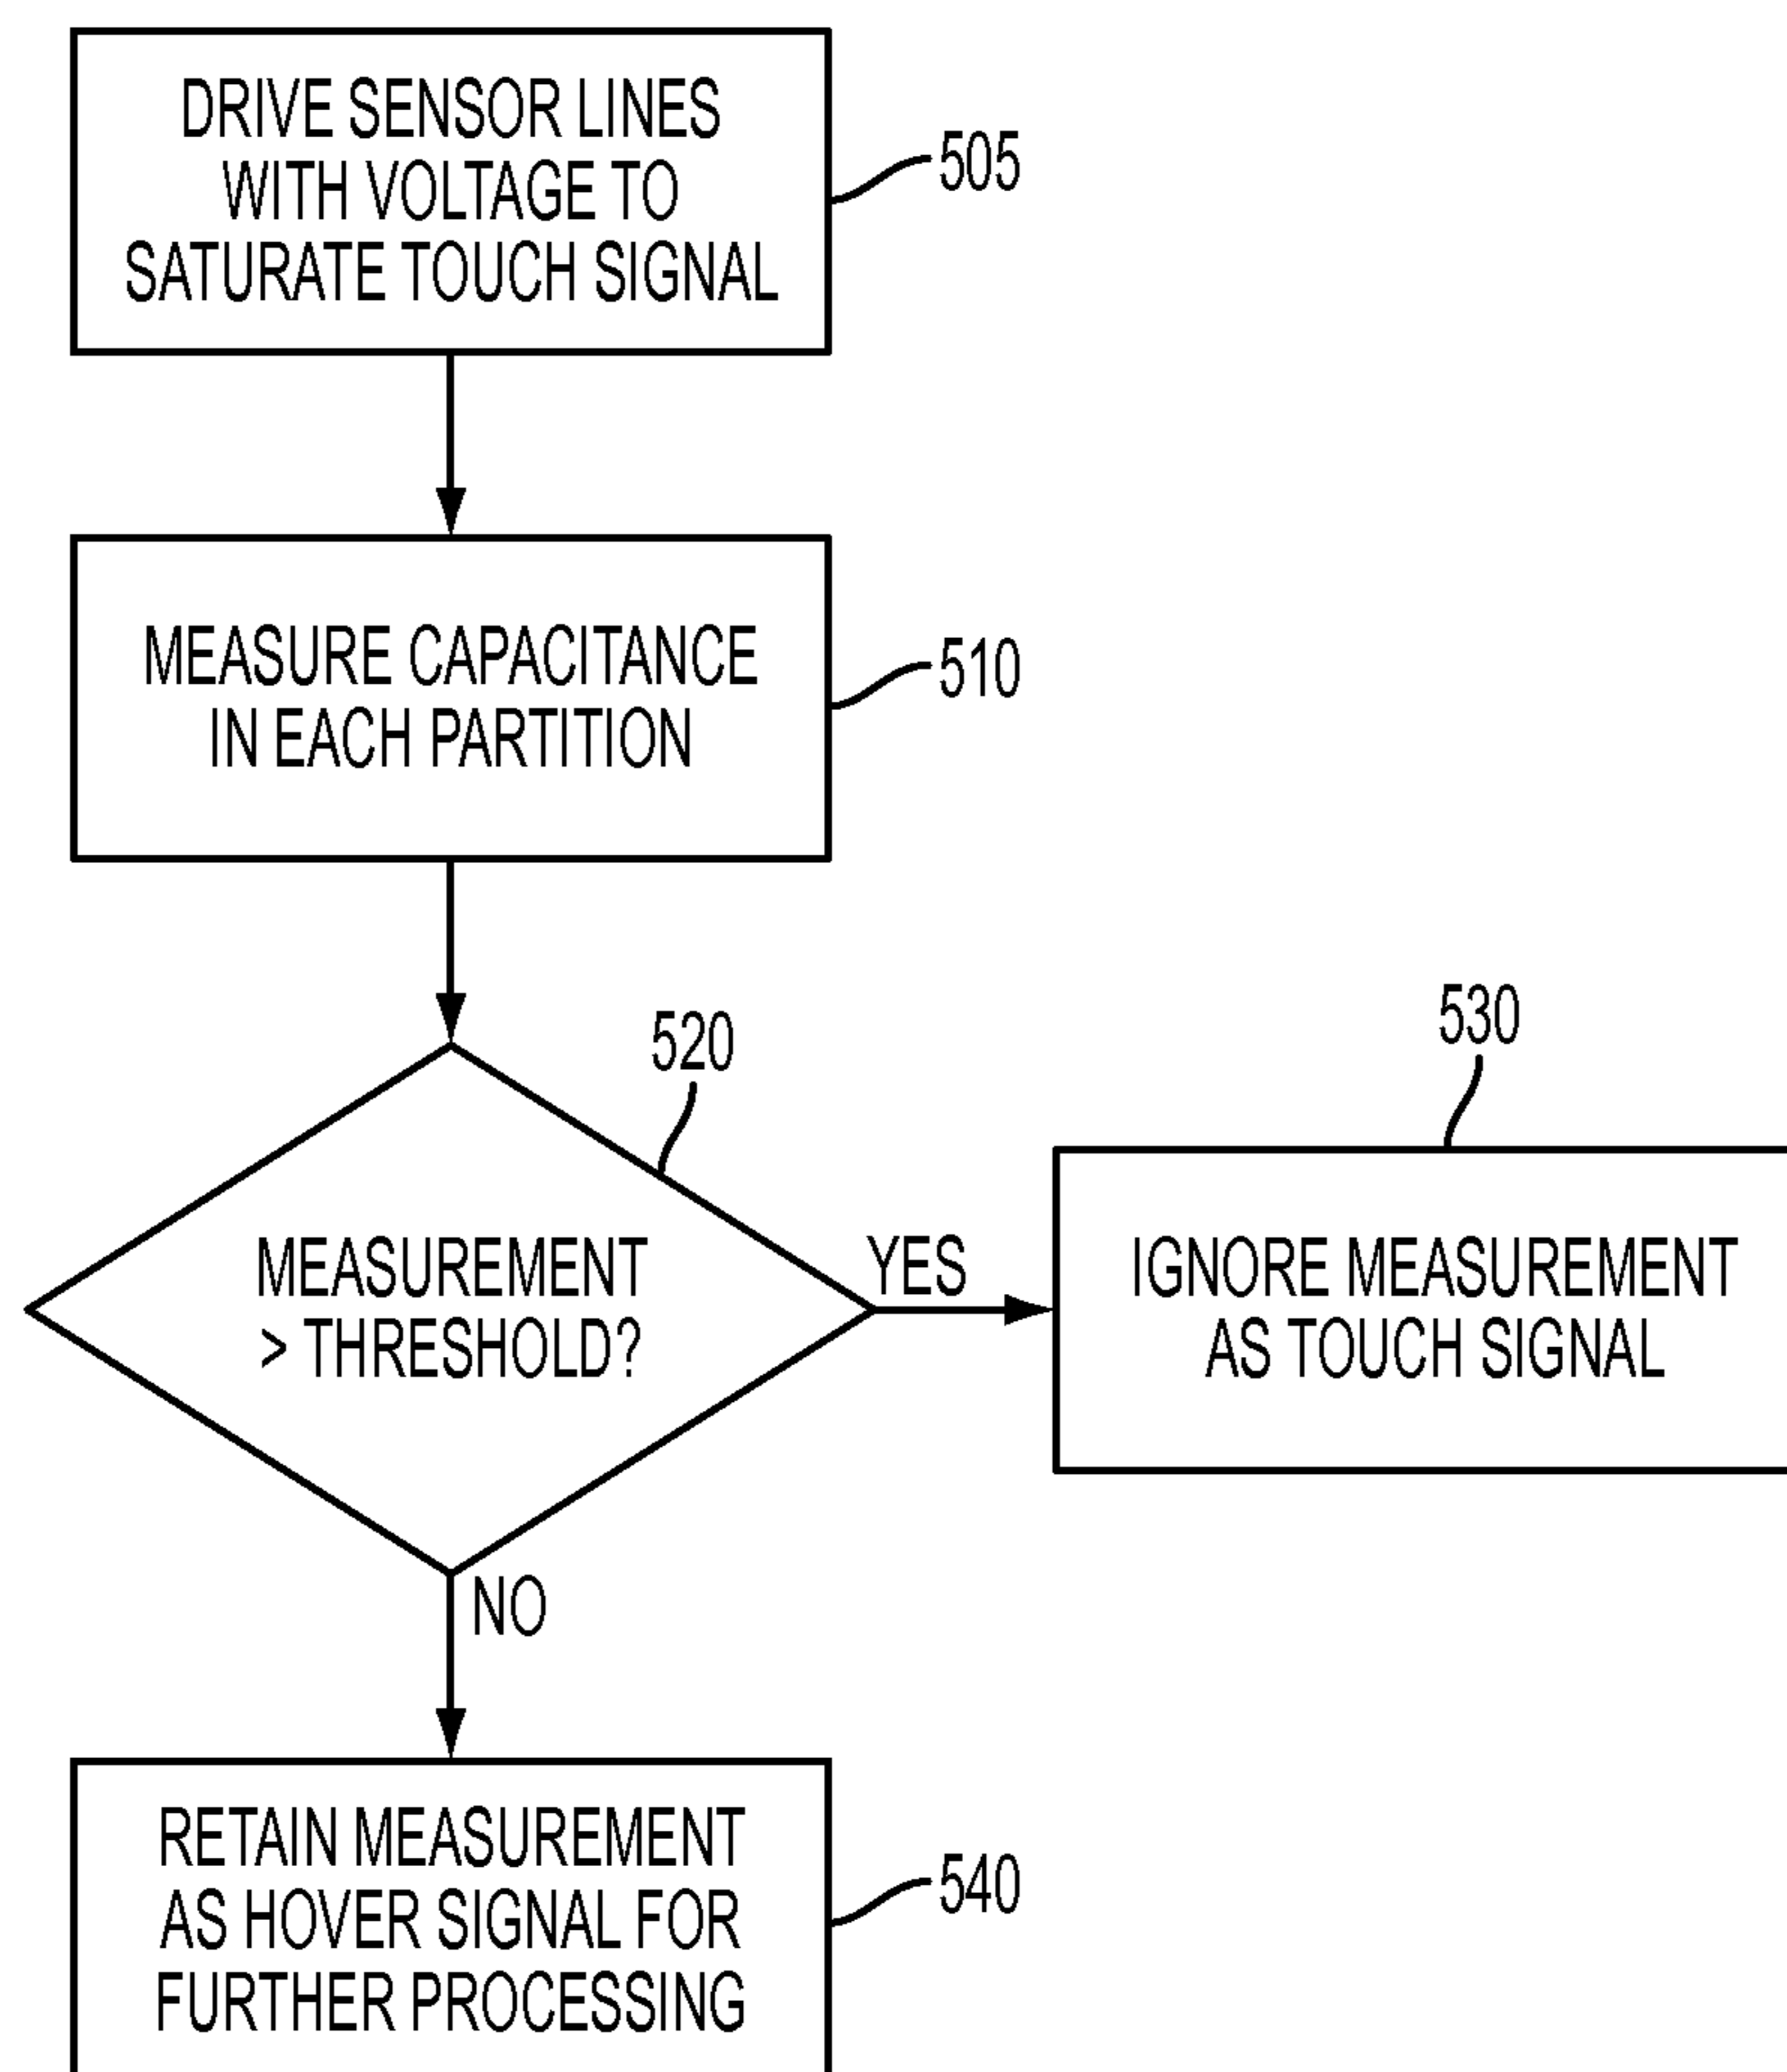 DRIVE SENSOR LINES
WITH VOLTAGE TO
SATURATE TOUCH SIGNAL
505
MEASURE CAPACITANCE
IN EACH PARTITION
510
520
MEASUREMENT
> THRESHOLD?
YES
530
IGNORE MEASUREMENT
AS TOUCH SIGNAL
NO
RETAIN MEASUREMENT
AS HOVER SIGNAL FOR
FURTHER PROCESSING
540